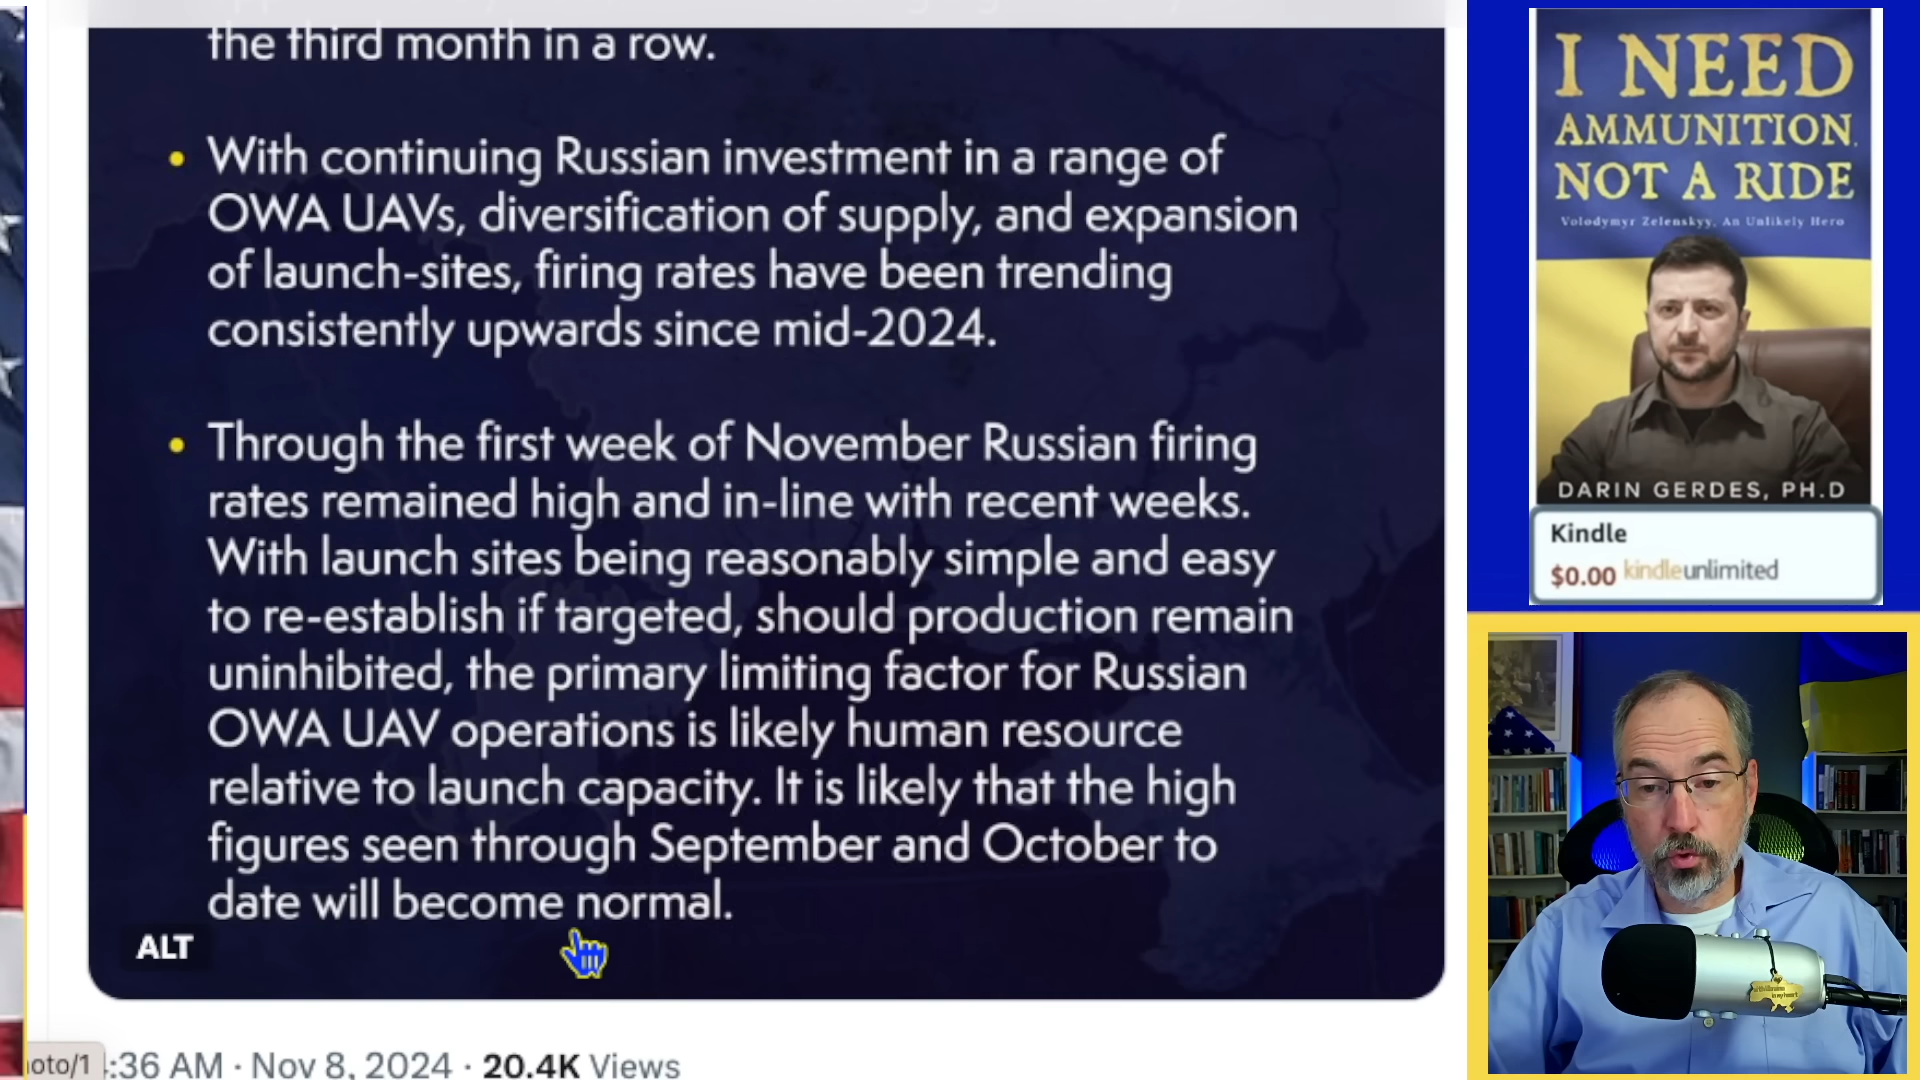 the third month in a row.
• With continuing Russian investment in a range of
OWA UAVs, diversification of supply, and expansion
of launch-sites, firing rates have been trending
consistently upwards since mid-2024.
• Through the first week of November Russian firing
rates remained high and in-line with recent weeks.
With launch sites being reasonably simple and easy
to re-establish if targeted, should production remain
uninhibited, the primary limiting factor for Russian
OWA UAV operations is likely human resource
relative to launch capacity. It is likely that the high
figures seen through September and October to
date will become normal.
ALT
oto/1
:36 AM · Nov 8, 2024 · 20.4K Views
I NEED
AMMUNITION,
NOT A RIDE
Volodymyr Zelenskyy, An Unlikely Hero
DARIN GERDES, PH.D
Kindle
$0.00 kindleunlimited